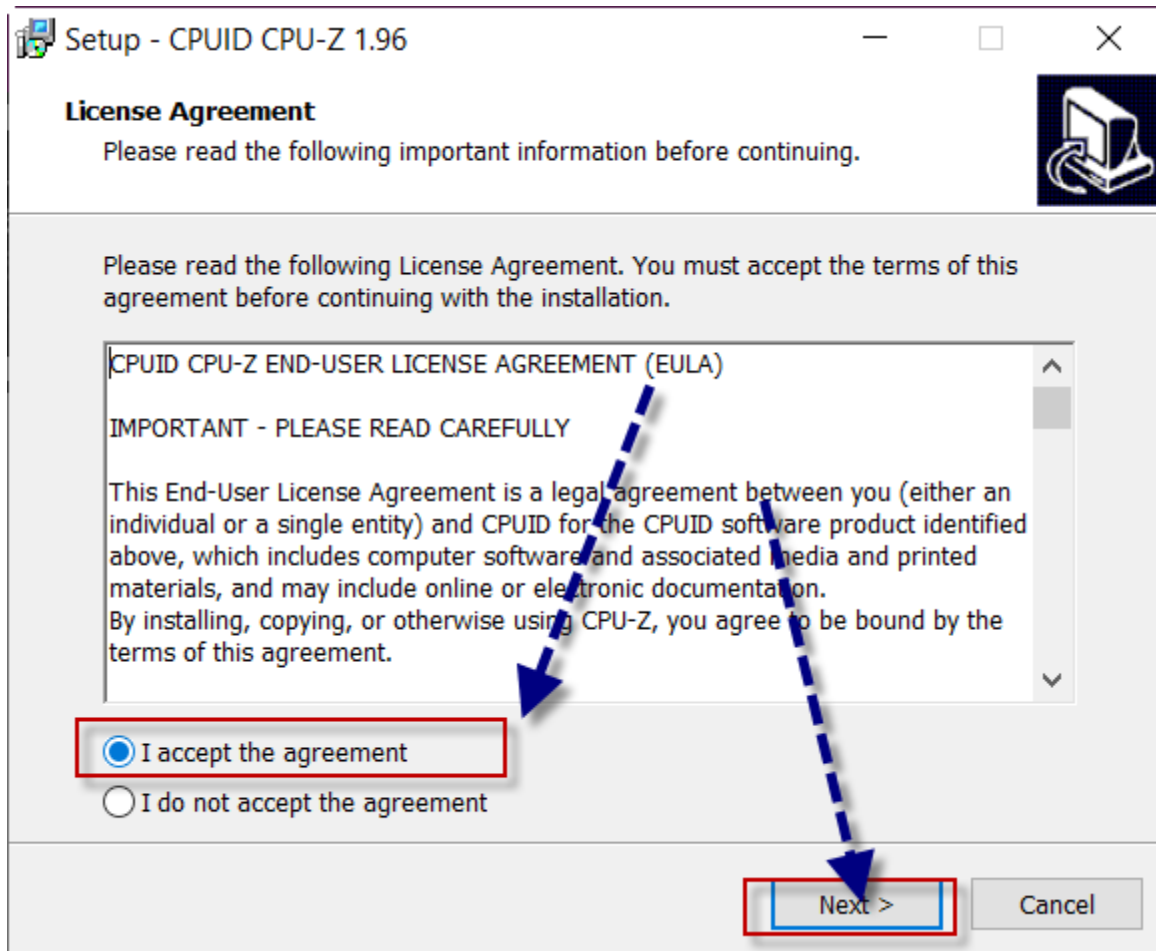 Setup - CPUID CPU-Z 1.96
License Agreement
Please read the following important information before continuing.
Please read the following License Agreement. You must accept the terms of this
agreement before continuing with the installation.
CPUID CPU-Z END-USER LICENSE AGREEMENT (EULA)
IMPORTANT - PLEASE READ CAREFULLY
This End-User License Agreement is a legal agreement between you (either an
individual or a single entity) and CPUID for the CPUID software product identified
above, which includes computer software and associated media and printed
materials, and may include online or electronic documentation.
By installing, copying, or otherwise using CPU-Z, you agree to be bound by the
terms of this agreement.
I accept the agreement
I do not accept the agreement
Next >
Cancel